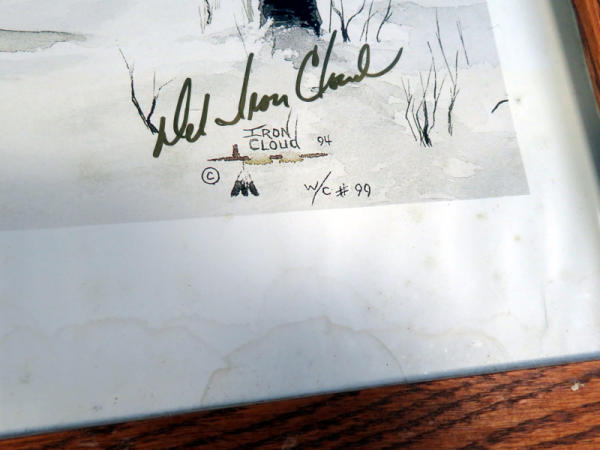 Del Iron Cloud
IRON
CLOUD 94
©
W/C # 99